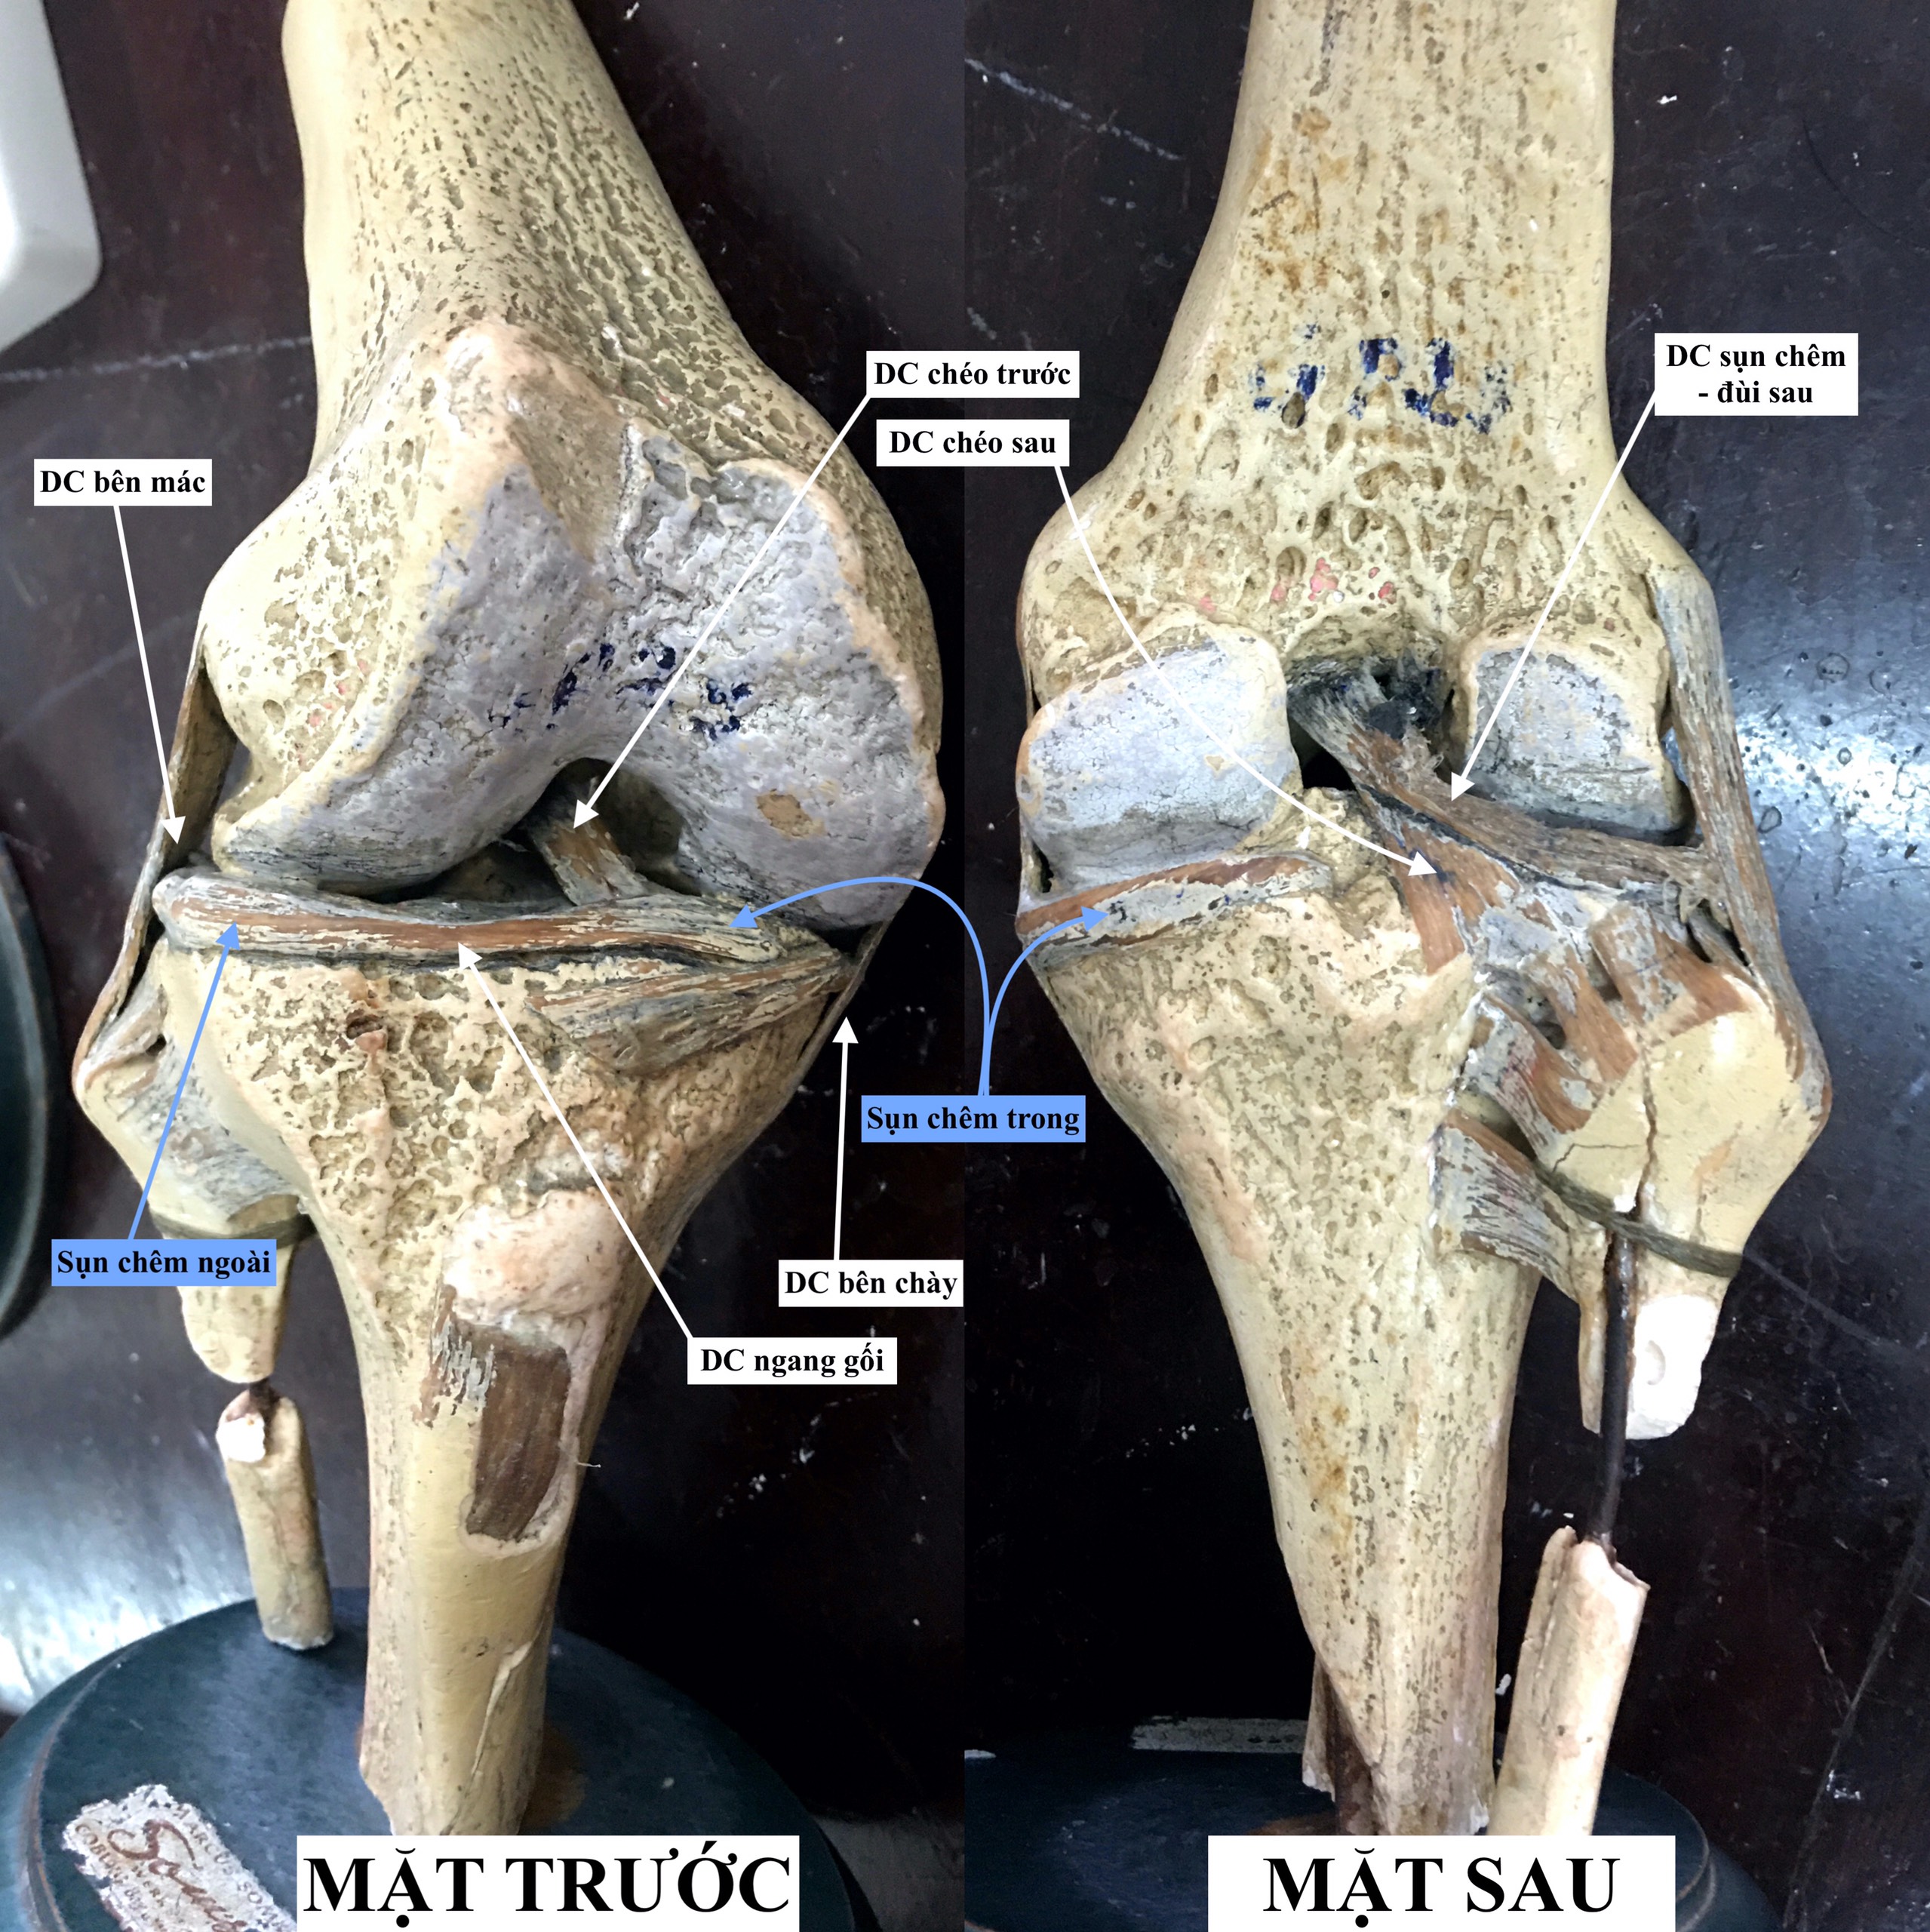 DC chéo trước
DC sụn chêm
- đùi sau
DC chéo sau
DC bên mác
Sụn chêm trong
Sụn chêm ngoài
DC bên chày
DC ngang gối
MẶT TRƯỚC
MẶT SAU